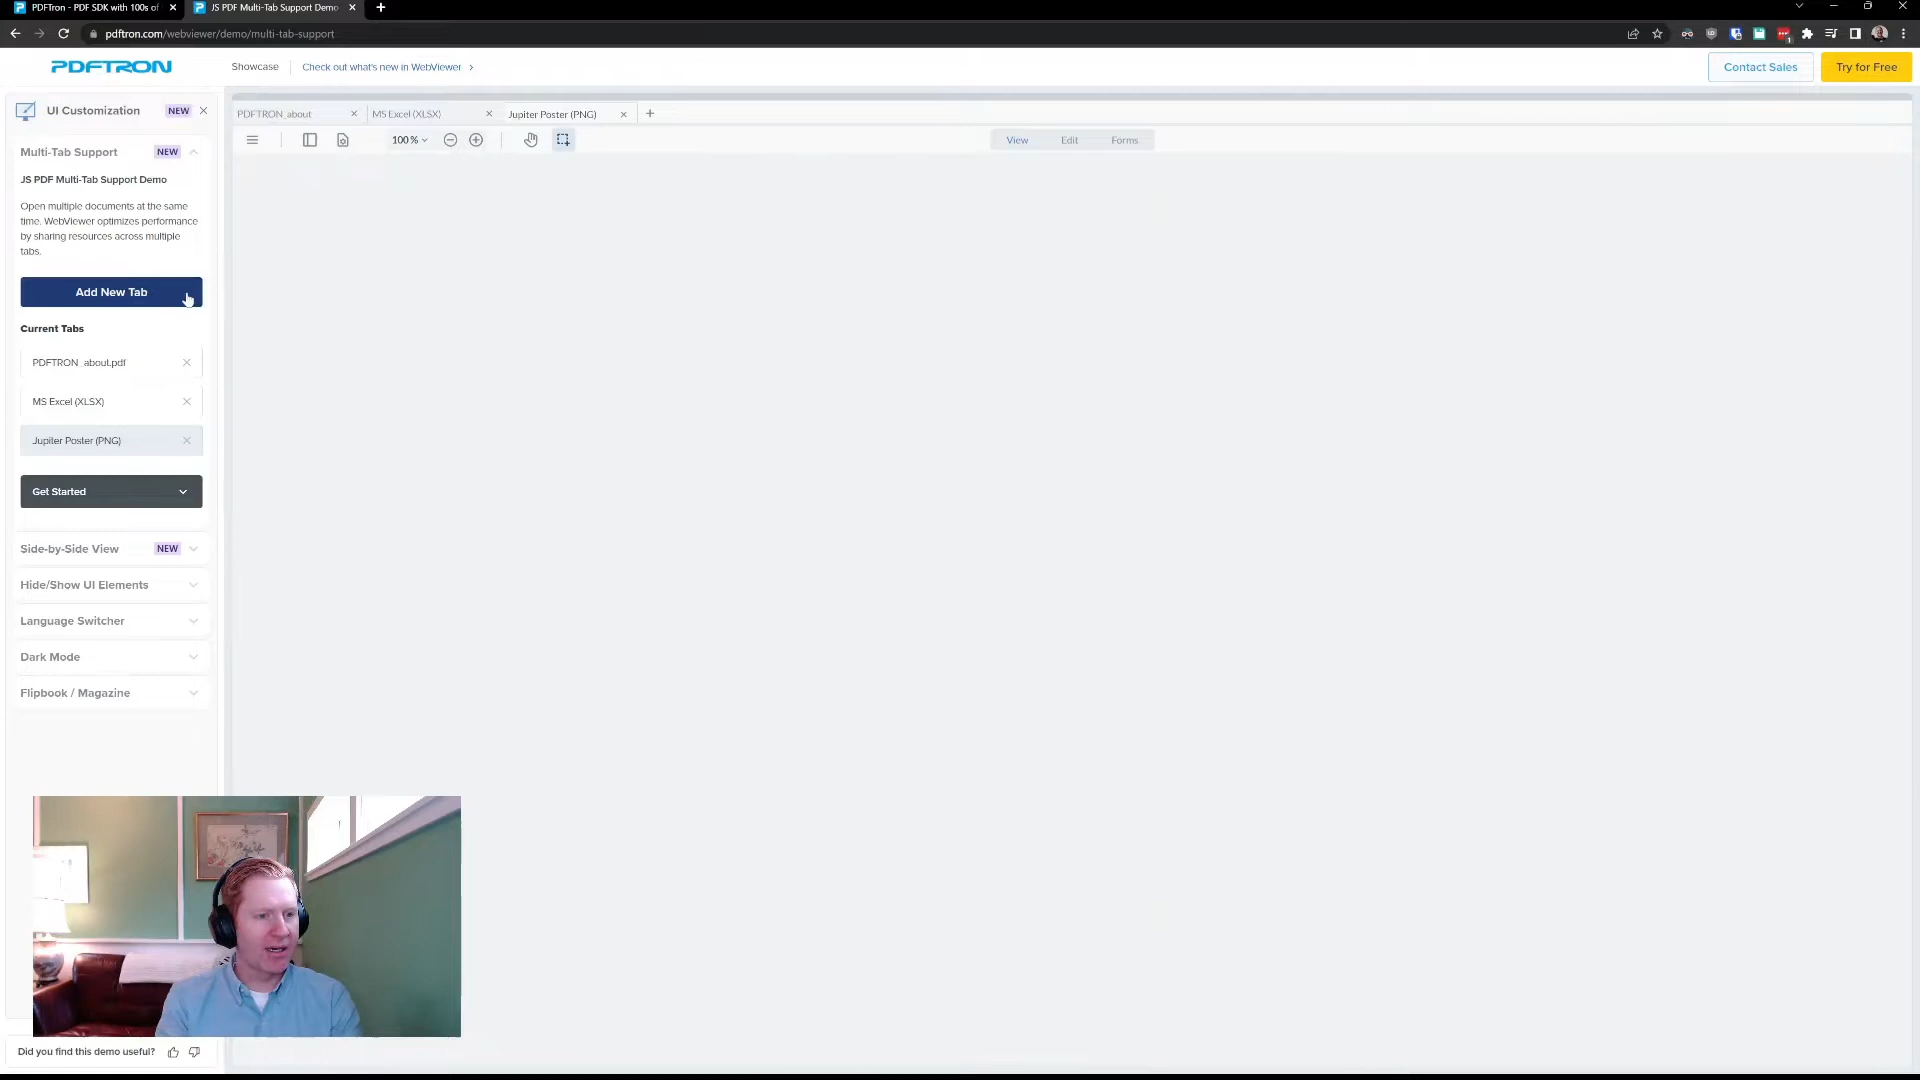 PDFTron - PDF SDK with 100s of
JS PDF Multi-Tab Support Demo
pdftron.com/webviewer/demo/multi-tab-support
PDFTRON
Showcase
Check out what's new in WebViewer
Contact Sales
Try for Free
UI Customization NEW
Multi-Tab Support NEW
JS PDF Multi-Tab Support Demo
Open multiple documents at the same
time. WebViewer optimizes performance
by sharing resources across multiple
tabs.
Add New Tab
Current Tabs
PDFTRON_about.pdf
MS Excel (XLSX)
Jupiter Poster (PNG)
Get Started
Side-by-Side View NEW
Hide/Show UI Elements
Language Switcher
Dark Mode
Flipbook / Magazine
Did you find this demo useful?
PDFTRON_about
MS Excel (XLSX)
Jupiter Poster (PNG)
100 %
View
Edit
Forms